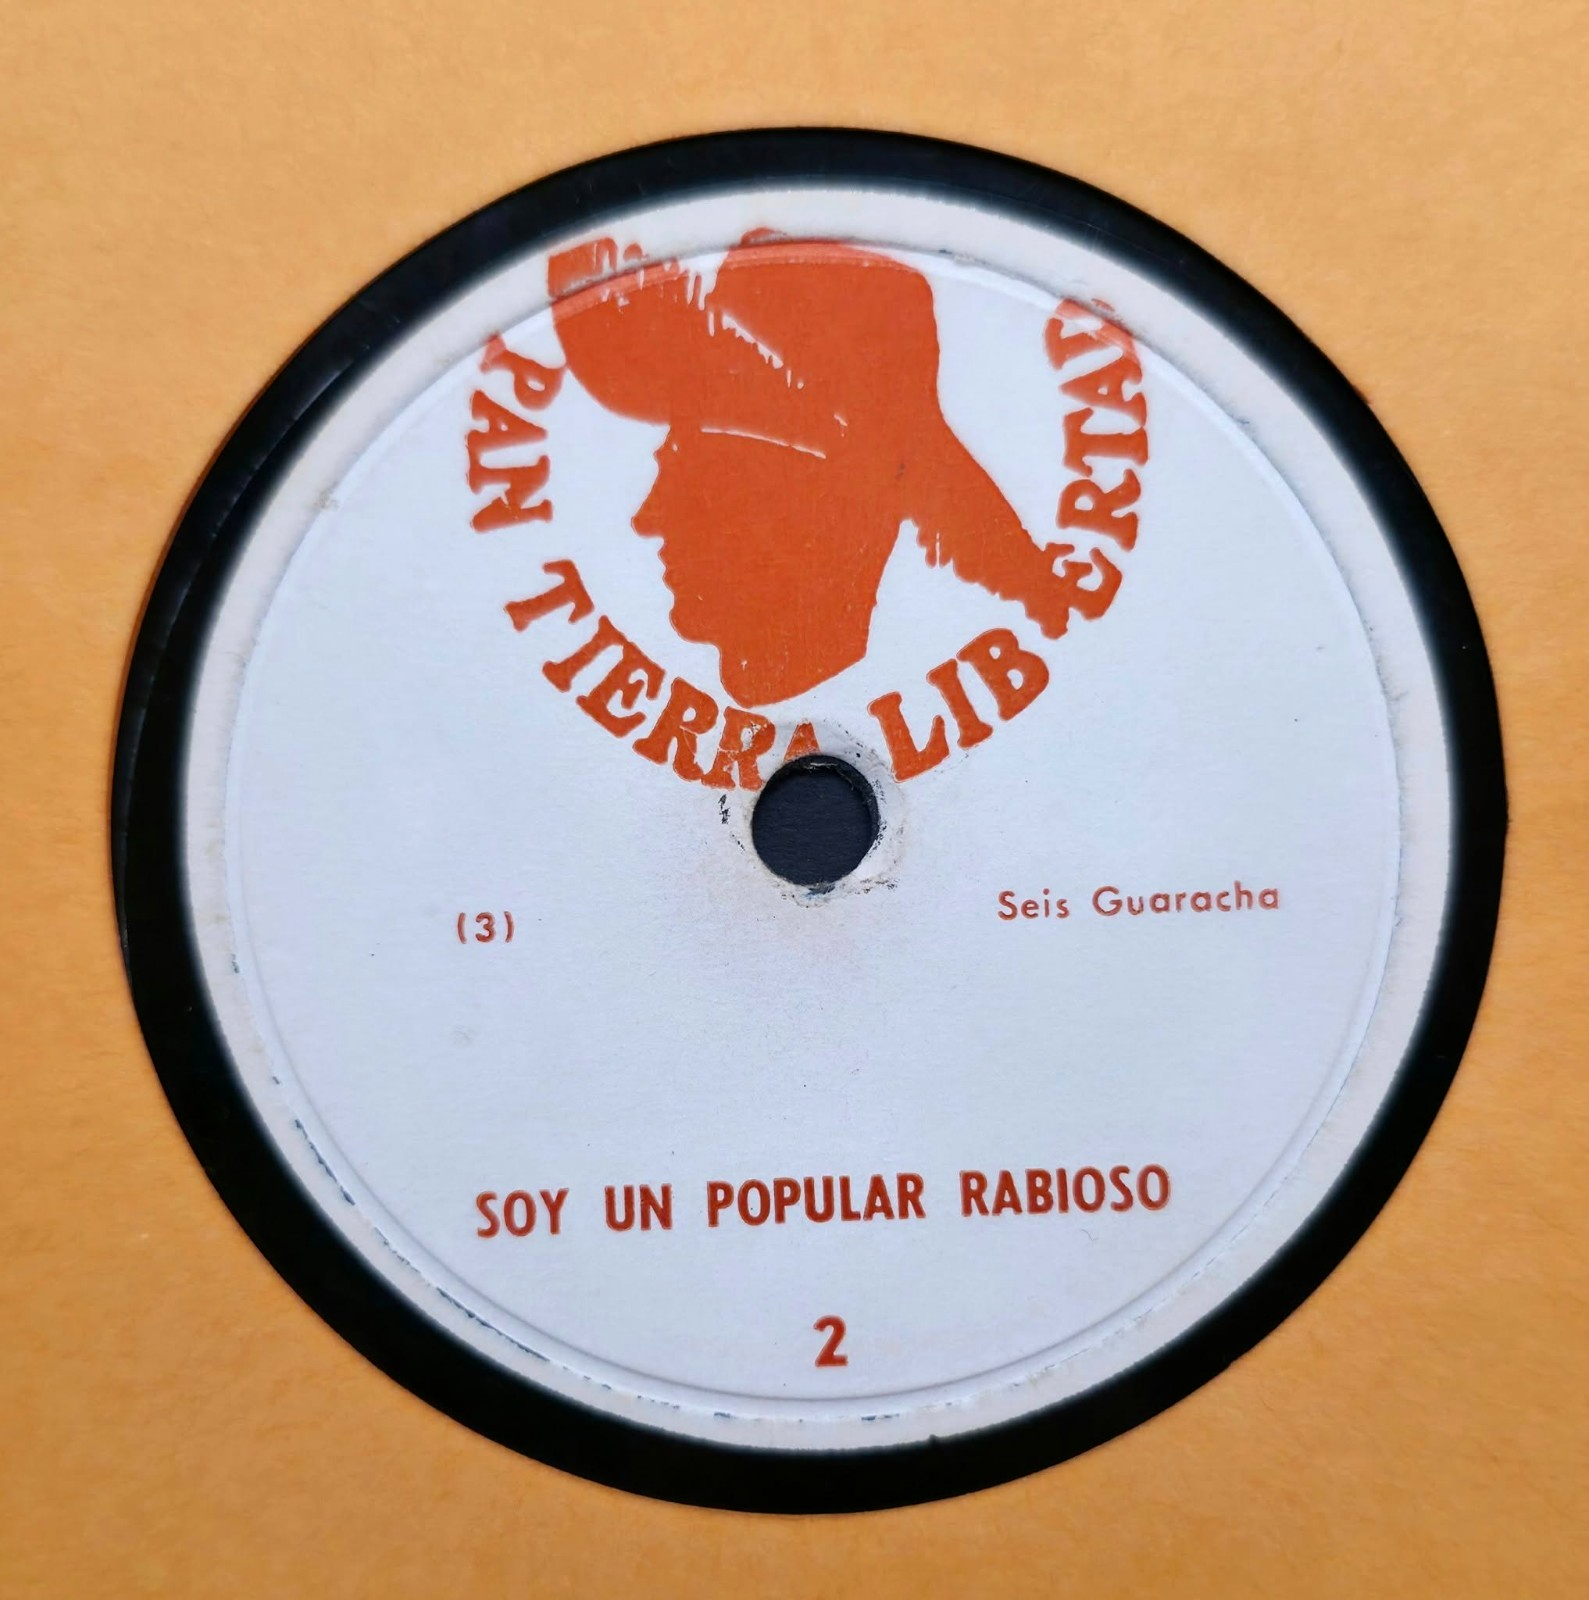 PAN TIERRA LIBERTAD
(3)
Seis Guaracha
SOY UN POPULAR RABIOSO
2